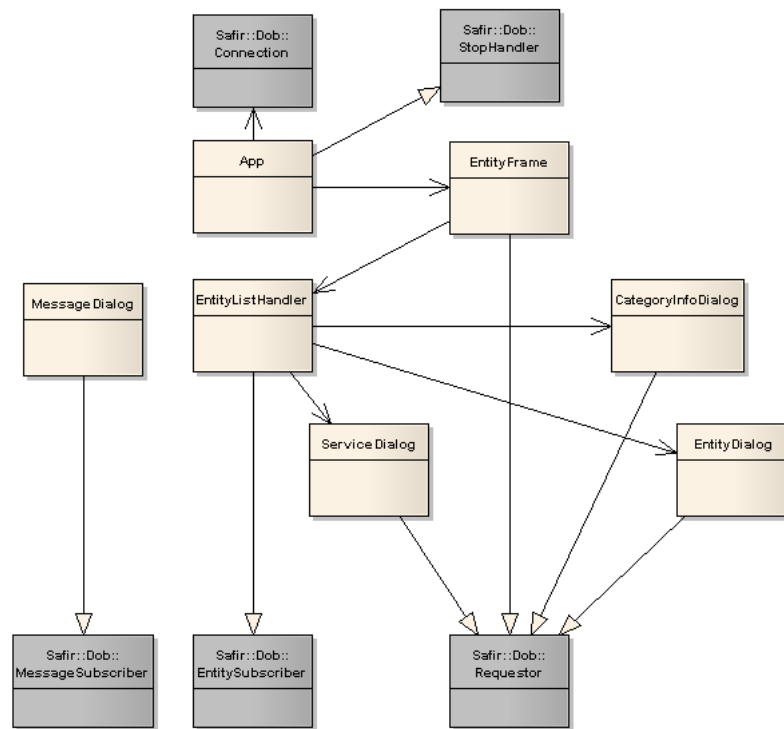 Safir::Dob::
Connection
Safir::Dob::
StopHandler
App
EntityFrame
MessageDialog
EntityListHandler
CategoryInfoDialog
ServiceDialog
EntityDialog
Safir::Dob::
MessageSubscriber
Safir::Dob::
EntitySubscriber
Safir::Dob::
Requestor